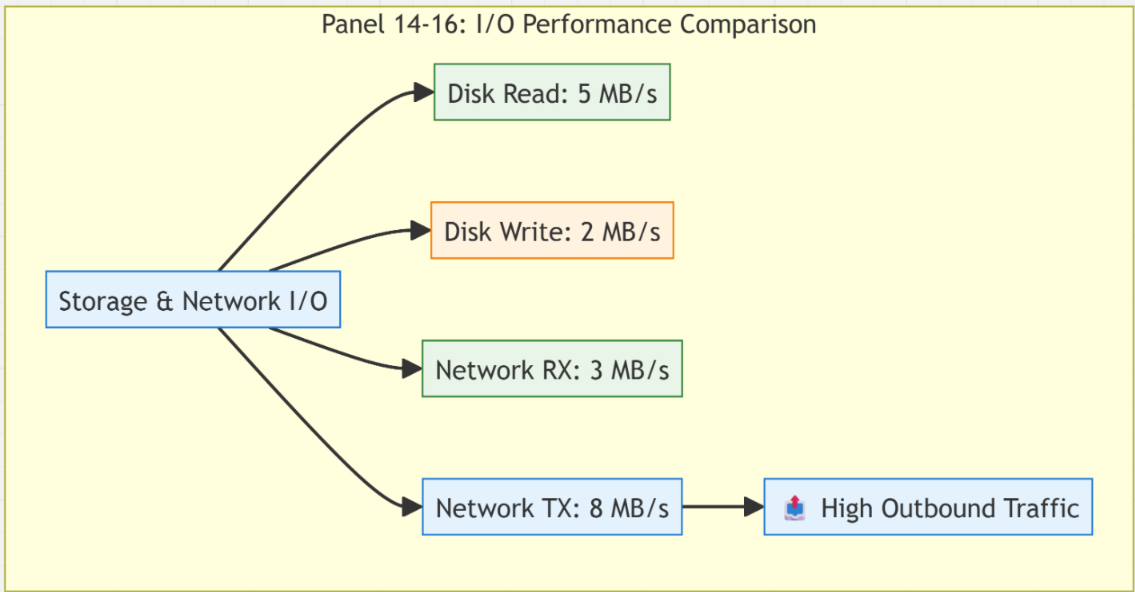 Panel 14-16: I/O Performance Comparison
Disk Read: 5 MB/s
Disk Write: 2 MB/s
Storage & Network I/O
Network RX: 3 MB/s
Network TX: 8 MB/s
📤 High Outbound Traffic